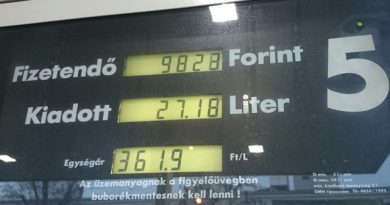 Fizetendő 9828 Forint 5
Kiadott 27.18 Liter
Egységár 361.9 Ft/L
Az üzemanyagnak a figyelőüvegben
buborékmentesnek kell lenni !